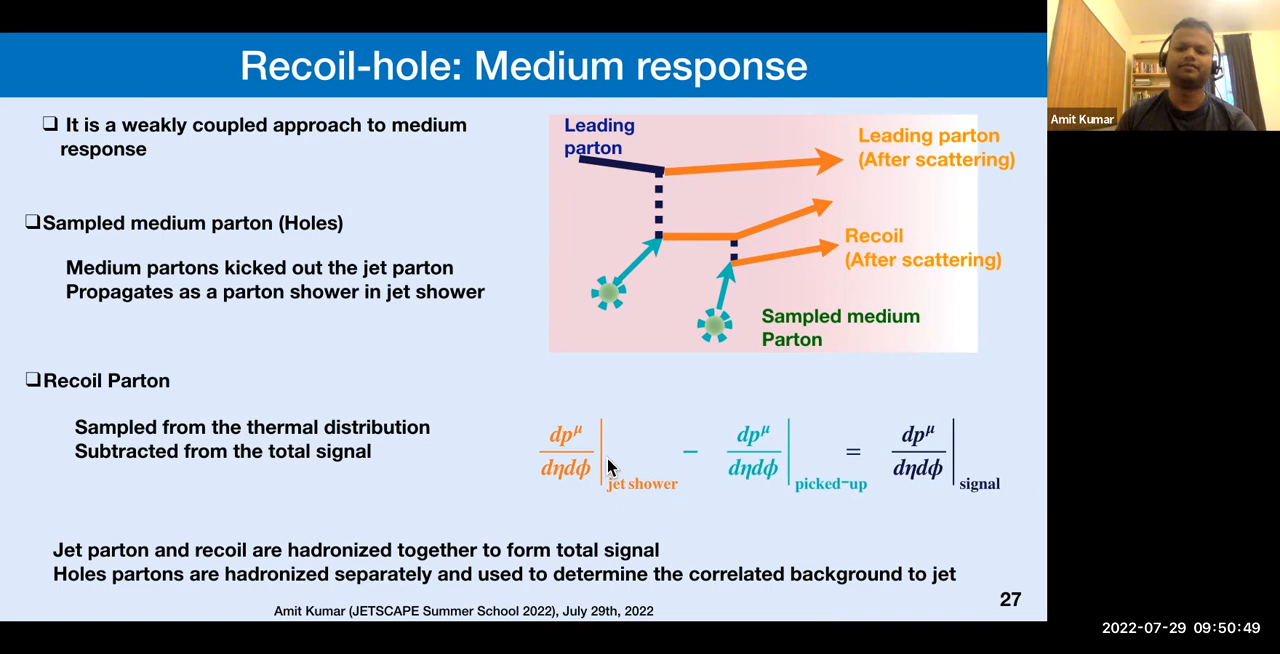 Recoil-hole: Medium response
❑ It is a weakly coupled approach to medium
response
❑Sampled medium parton (Holes)
Medium partons kicked out the jet parton
Propagates as a parton shower in jet shower
❑Recoil Parton
Sampled from the thermal distribution
Subtracted from the total signal
Leading
parton
Leading parton
(After scattering)
Recoil
(After scattering)
Sampled medium
Parton
dpμ/dηdϕ | jet shower − dpμ/dηdϕ | picked-up = dpμ/dηdϕ | signal
Jet parton and recoil are hadronized together to form total signal
Holes partons are hadronized separately and used to determine the correlated background to jet
Amit Kumar (JETSCAPE Summer School 2022), July 29th, 2022
27
Amit Kumar
2022-07-29 09:50:49